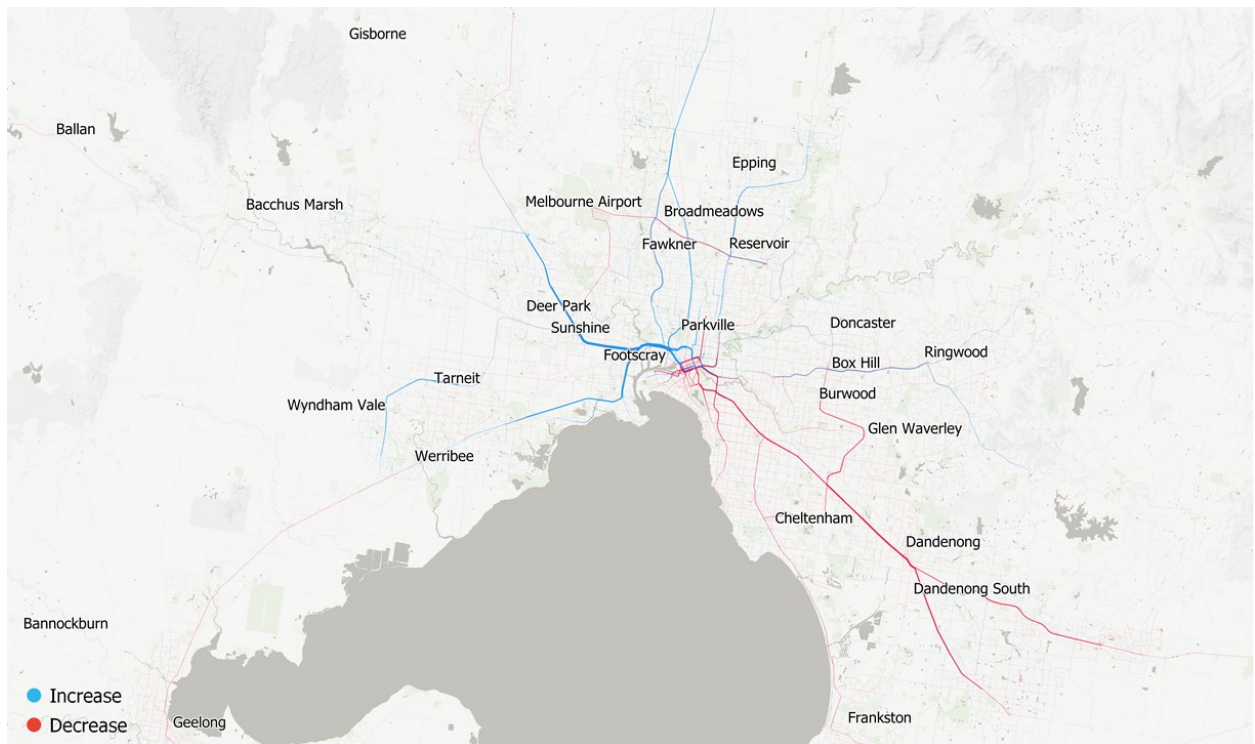 Gisborne
Ballan
Epping
Bacchus Marsh
Melbourne Airport
Broadmeadows
Fawkner
Reservoir
Deer Park
Sunshine
Parkville
Doncaster
Footscray
Box Hill
Ringwood
Tarneit
Burwood
Wyndham Vale
Glen Waverley
Werribee
Cheltenham
Dandenong
Dandenong South
Bannockburn
Increase
Decrease
Geelong
Frankston